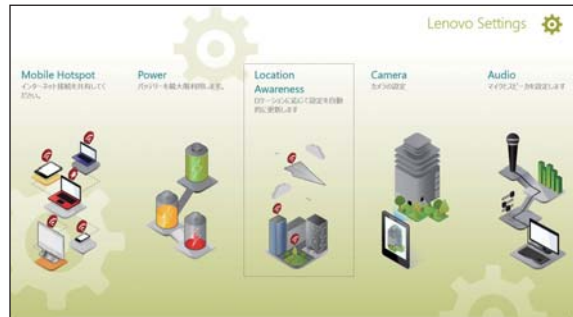 Lenovo Settings
Mobile Hotspot
インターネット接続を共有してく
ださい。
Power
バッテリーを最大限利用します。
Location
Awareness
ロケーションに応じて設定を自動
的に更新します
Camera
カメラの設定
Audio
マイクとスピーカを設定します